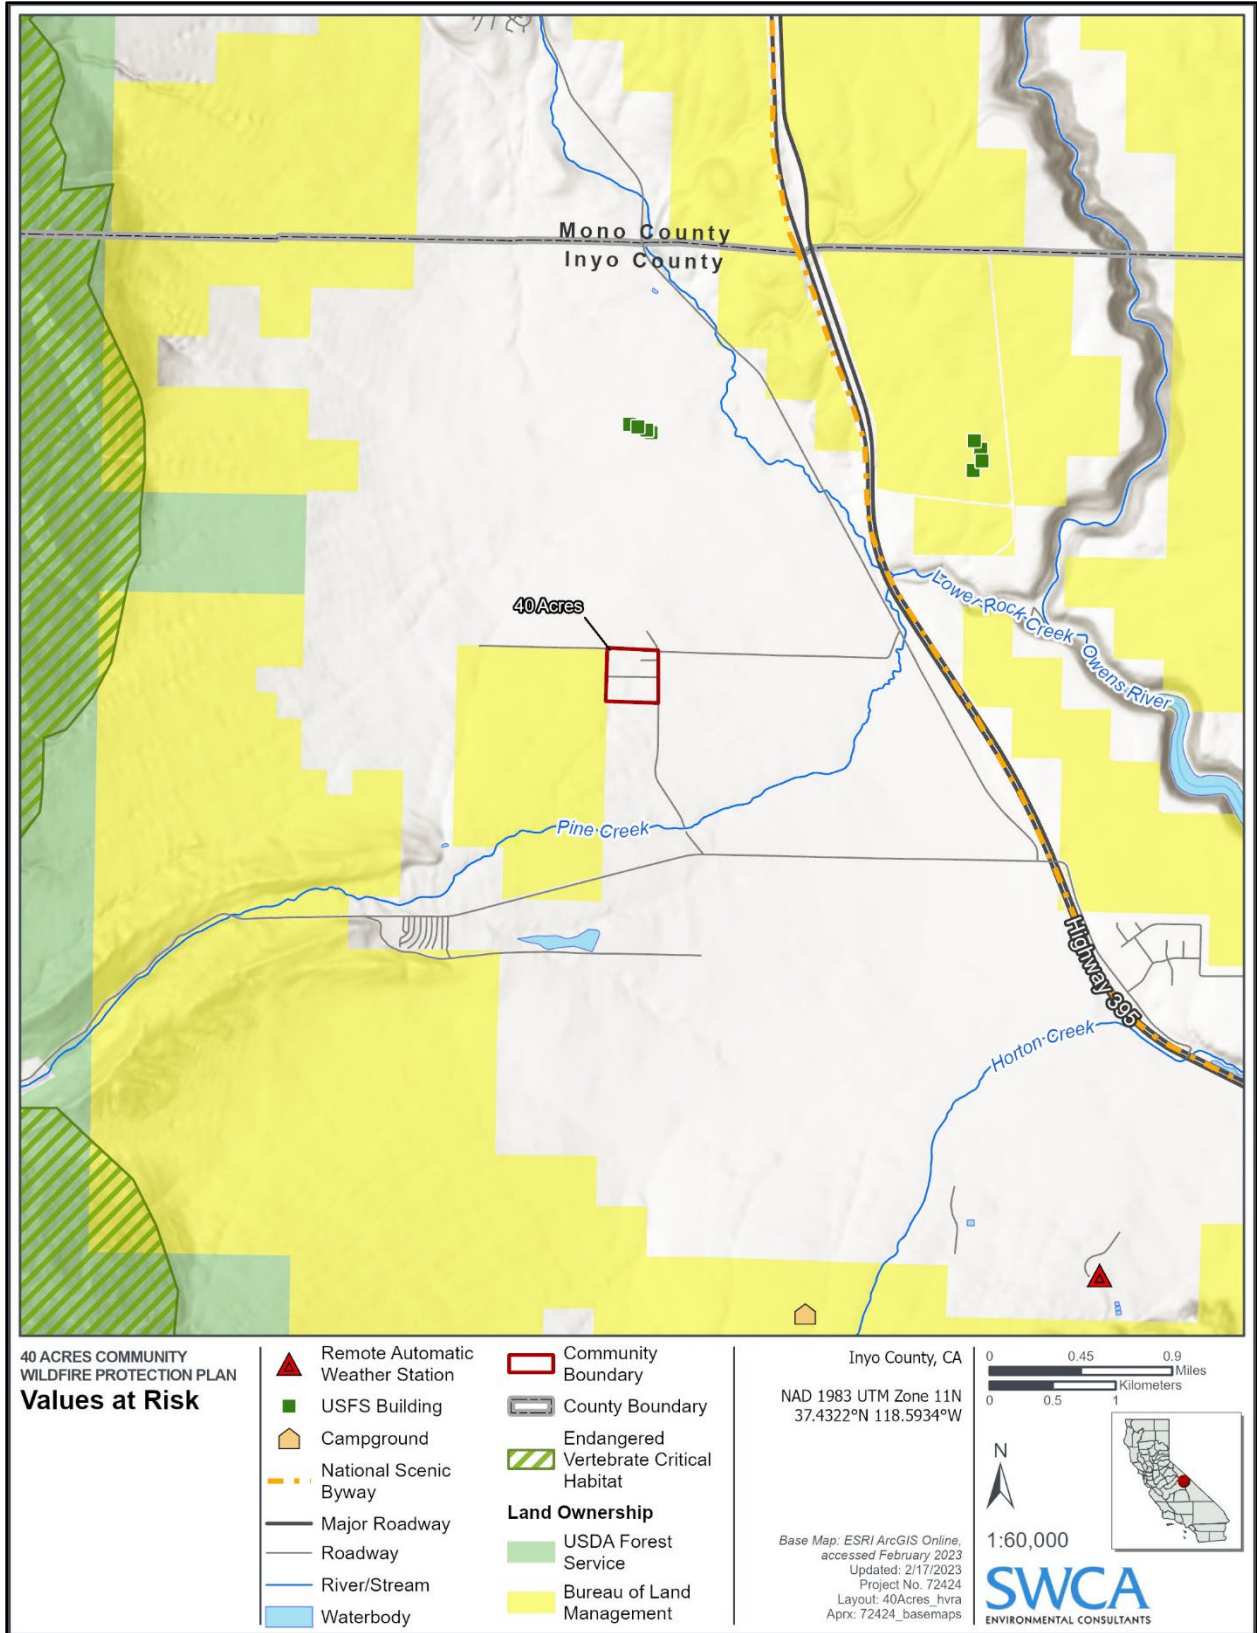 Mono County
Inyo County
40 Acres
Lower Rock Creek
Owens River
Pine Creek
Highway 395
Horton Creek
40 ACRES COMMUNITY
WILDFIRE PROTECTION PLAN
Values at Risk
Remote Automatic
Weather Station
USFS Building
Campground
National Scenic
Byway
Major Roadway
Roadway
River/Stream
Waterbody
Community
Boundary
County Boundary
Endangered
Vertebrate Critical
Habitat
Land Ownership
USDA Forest
Service
Bureau of Land
Management
Inyo County, CA
NAD 1983 UTM Zone 11N
37.4322°N 118.5934°W
Base Map: ESRI ArcGIS Online,
accessed February 2023
Updated: 2/17/2023
Project No. 72424
Layout: 40Acres_hvra
Aprx: 72424_basemaps
0 0.45 0.9
Miles
Kilometers
0 0.5 1
N
1:60,000
SWCA
ENVIRONMENTAL CONSULTANTS